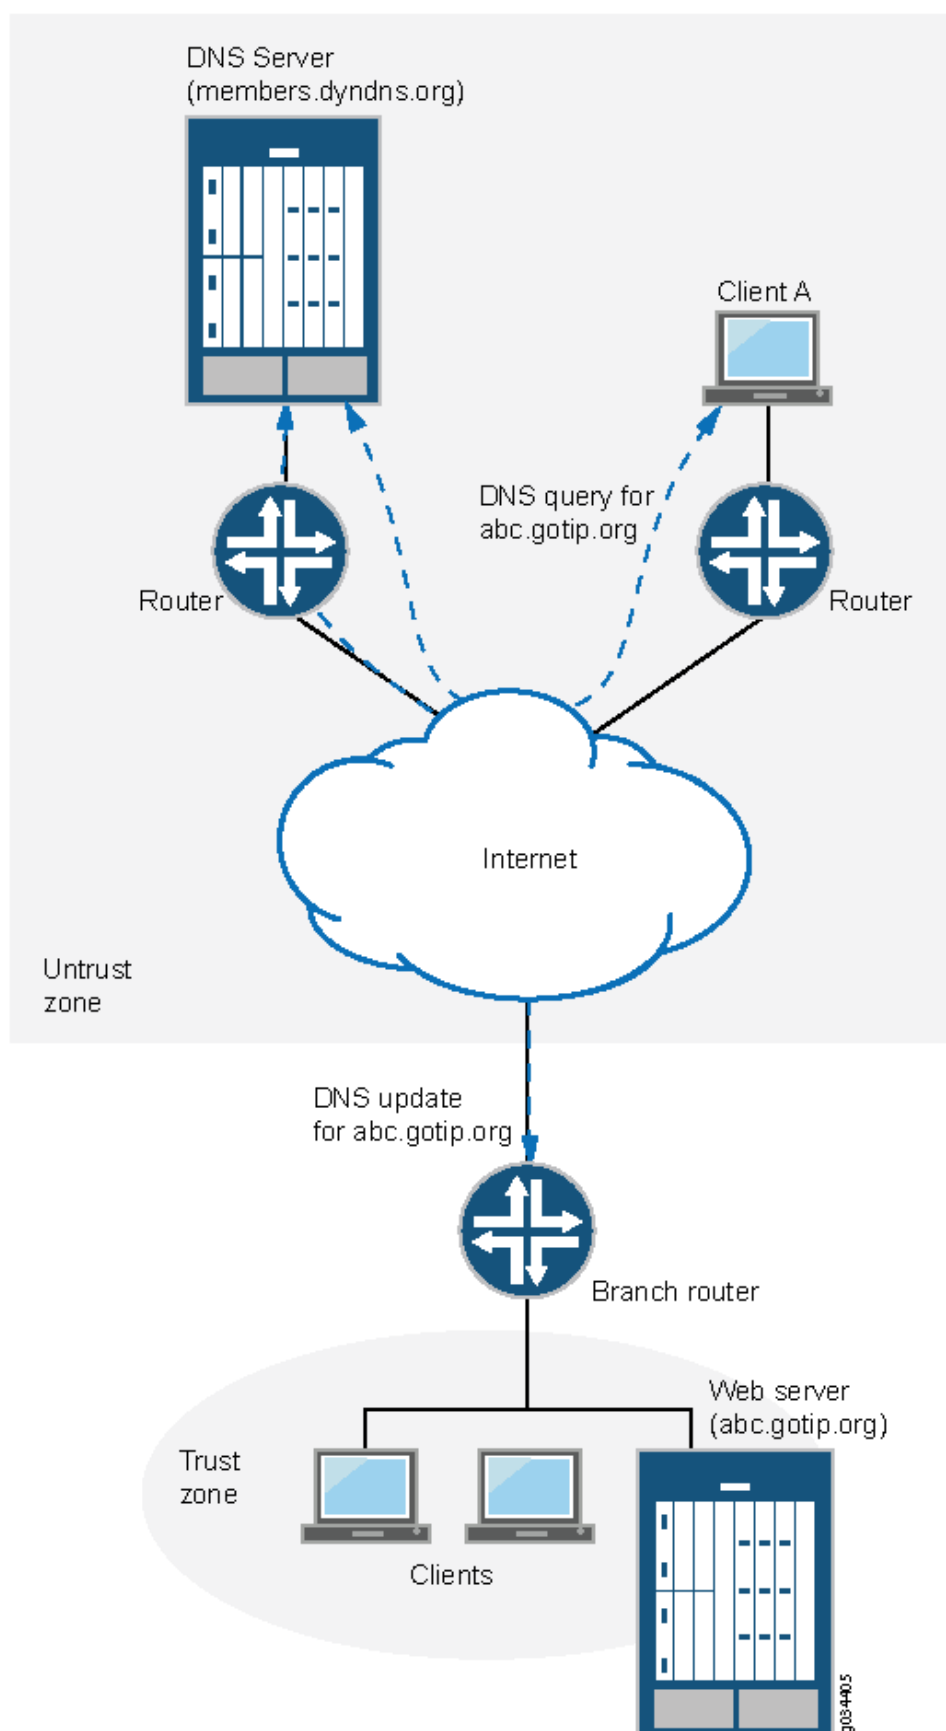 DNS Server
(members.dyndns.org)
Client A
DNS query for
abc.gotip.org
Router
Router
Internet
Untrust
zone
DNS update
for abc.gotip.org
Branch router
Web server
(abc.gotip.org)
Trust
zone
Clients
g034405